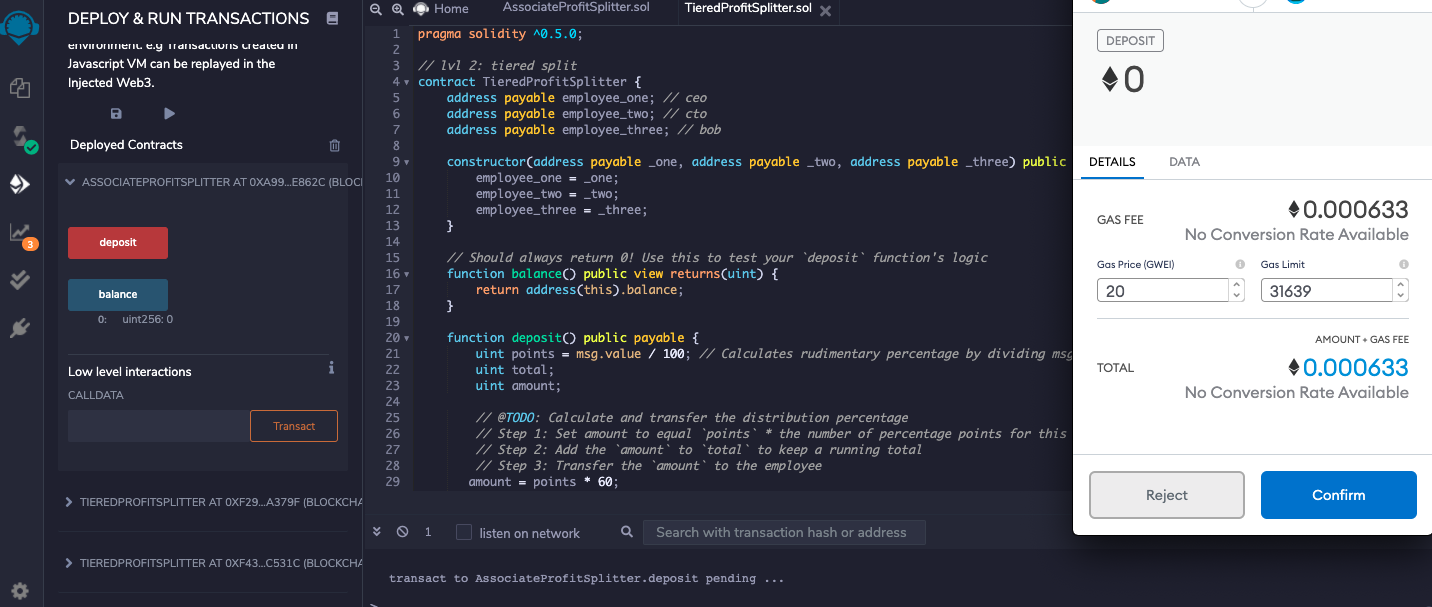 DEPLOY & RUN TRANSACTIONS
environment. e.g Transactions created in
Javascript VM can be replayed in the
Injected Web3.
Deployed Contracts
ASSOCIATEPROFITSPLITTER AT 0XA99...E862C (BLOCI
deposit
balance
0: uint256: 0
Low level interactions
i
CALLDATA
Transact
TIEREDPROFITSPLITTER AT 0XF29...A379F (BLOCKCHA
TIEREDPROFITSPLITTER AT 0XF43...C531C (BLOCKCHA
3
Home
AssociateProfitSplitter.sol
TieredProfitSplitter.sol
1 pragma solidity ^0.5.0;
2
3 // lvl 2: tiered split
4 contract TieredProfitSplitter {
5 address payable employee_one; // ceo
6 address payable employee_two; // cto
7 address payable employee_three; // bob
8
9 constructor(address payable _one, address payable _two, address payable _three) public
10 employee_one = _one;
11 employee_two = _two;
12 employee_three = _three;
13 }
14
15 // Should always return 0! Use this to test your `deposit` function's logic
16 function balance() public view returns(uint) {
17 return address(this).balance;
18 }
19
20 function deposit() public payable {
21 uint points = msg.value / 100; // Calculates rudimentary percentage by dividing msg
22 uint total;
23 uint amount;
24
25 // @TODO: Calculate and transfer the distribution percentage
26 // Step 1: Set amount to equal `points` * the number of percentage points for this
27 // Step 2: Add the `amount` to `total` to keep a running total
28 // Step 3: Transfer the `amount` to the employee
29 amount = points * 60;
1
listen on network
Search with transaction hash or address
transact to AssociateProfitSplitter.deposit pending ...
>
DEPOSIT
0
DETAILS
DATA
GAS FEE
0.000633
No Conversion Rate Available
Gas Price (GWEI)
Gas Limit
20
31639
AMOUNT + GAS FEE
TOTAL
0.000633
No Conversion Rate Available
Reject
Confirm